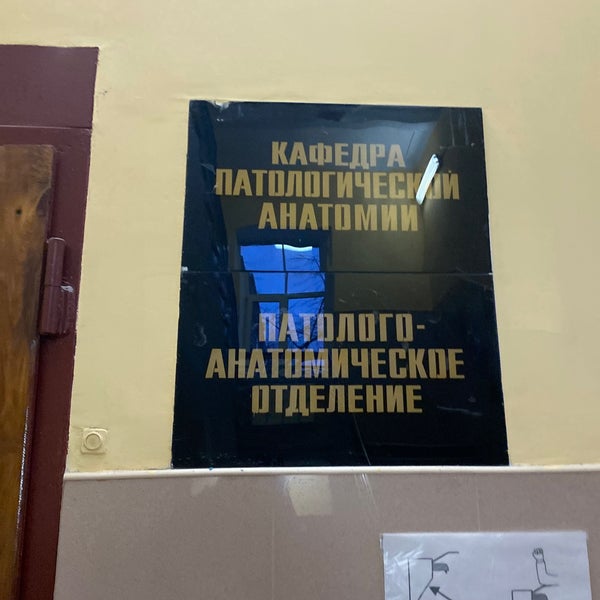 КАФЕДРА
ПАТОЛОГИЧЕСКОЙ
АНАТОМИИ
ПАТОЛОГО-
АНАТОМИЧЕСКОЕ
ОТДЕЛЕНИЕ